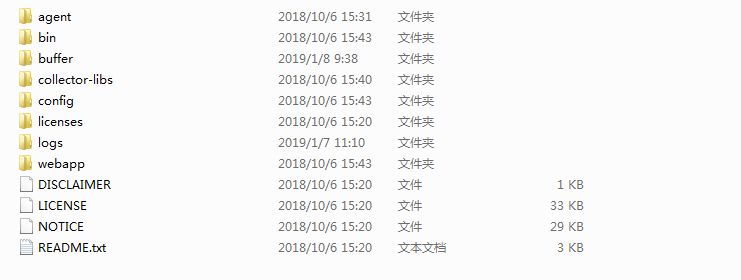 agent 2018/10/6 15:31 文件夹
bin 2018/10/6 15:43 文件夹
buffer 2019/1/8 9:38 文件夹
collector-libs 2018/10/6 15:40 文件夹
config 2018/10/6 15:43 文件夹
licenses 2018/10/6 15:20 文件夹
logs 2019/1/7 11:10 文件夹
webapp 2018/10/6 15:43 文件夹
DISCLAIMER 2018/10/6 15:20 文件 1 KB
LICENSE 2018/10/6 15:20 文件 33 KB
NOTICE 2018/10/6 15:20 文件 29 KB
README.txt 2018/10/6 15:20 文本文档 3 KB